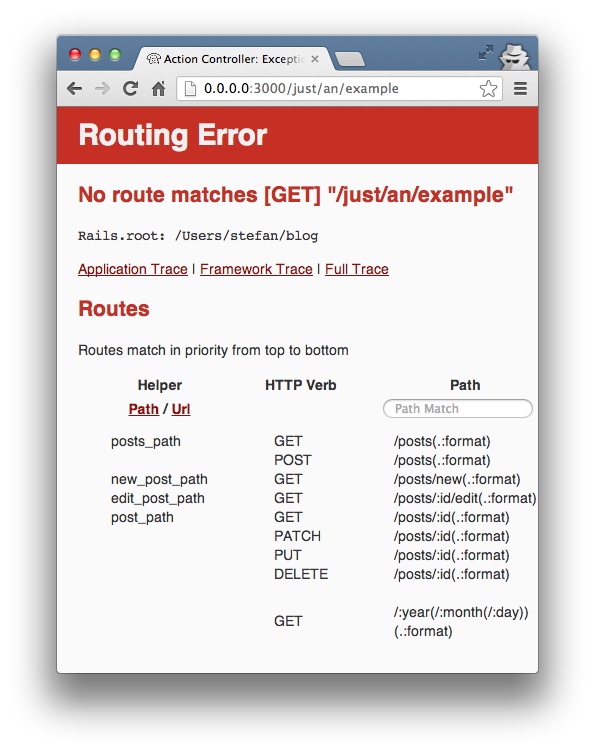 Action Controller: Excepti
0.0.0.0:3000/just/an/example
Routing Error
No route matches [GET] "/just/an/example"
Rails.root: /Users/stefan/blog
Application Trace | Framework Trace | Full Trace
Routes
Routes match in priority from top to bottom
Helper HTTP Verb Path
Path / Url Path Match
posts_path GET /posts(.:format)
POST /posts(.:format)
new_post_path GET /posts/new(.:format)
edit_post_path GET /posts/:id/edit(.:format)
post_path GET /posts/:id(.:format)
PATCH /posts/:id(.:format)
PUT /posts/:id(.:format)
DELETE /posts/:id(.:format)
GET /:year(/:month(/:day))
(.:format)